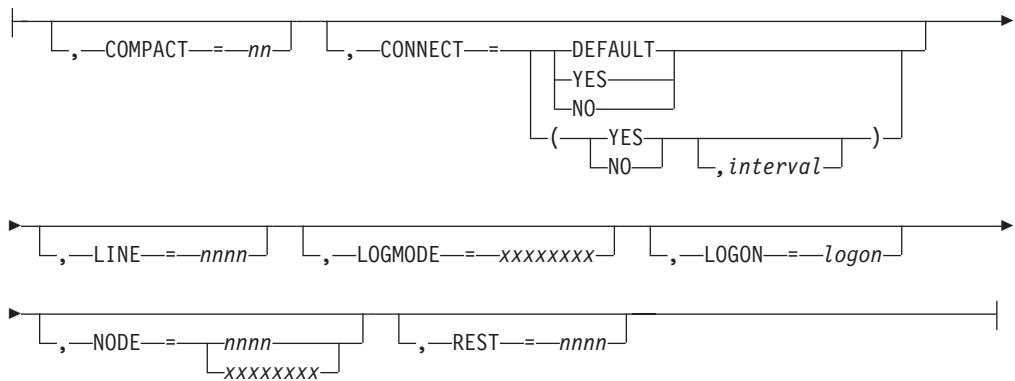 , COMPACT = nn , CONNECT = DEFAULT
YES
NO
( YES )
NO ,interval
, LINE = nnnn , LOGMODE = xxxxxxxx , LOGON = logon
, NODE = nnnn , REST = nnnn
xxxxxxxx